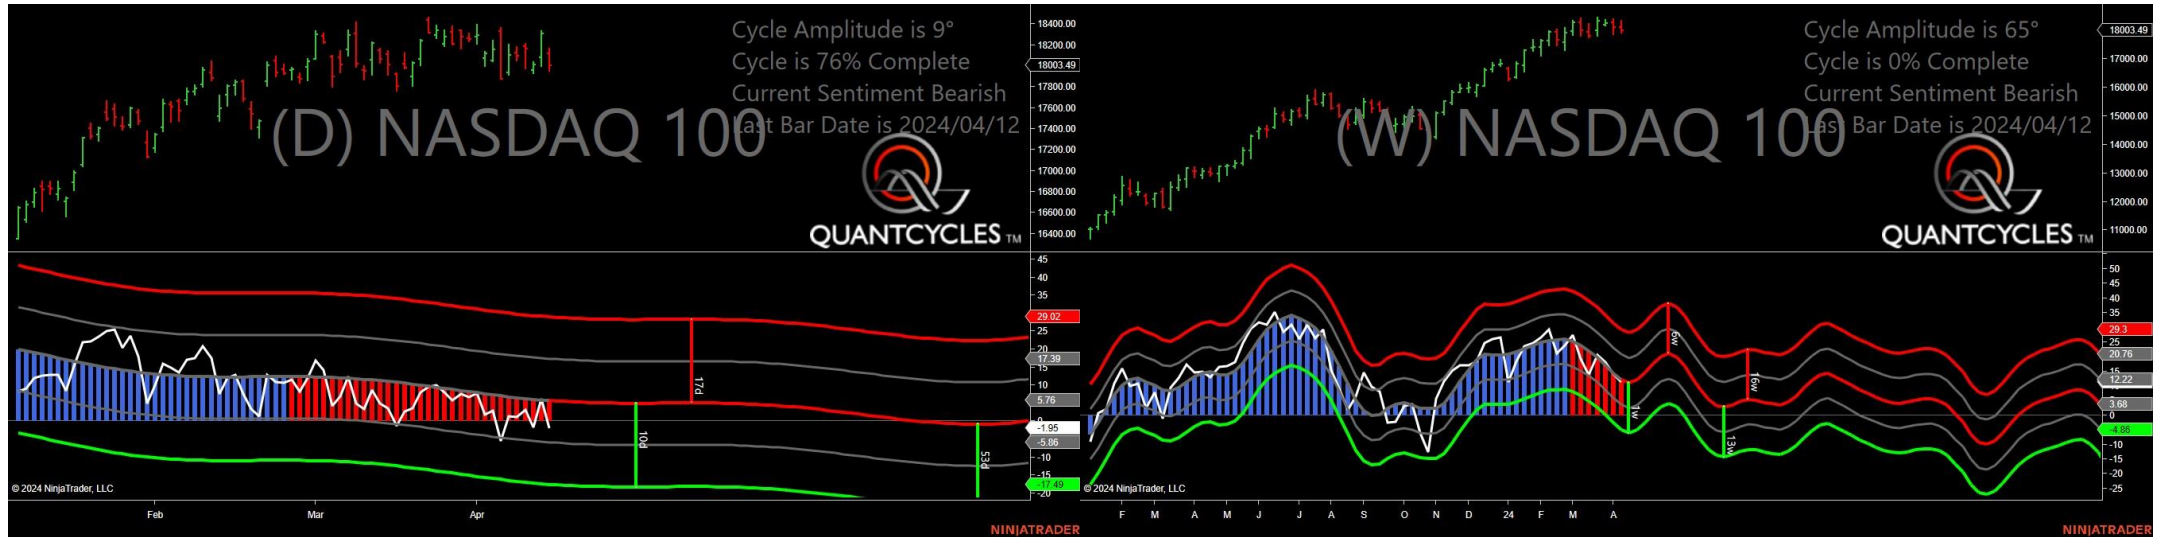 Cycle Amplitude is 9°
Cycle is 76% Complete
Current Sentiment Bearish
Last Bar Date is 2024/04/12
(D) NASDAQ 100
QUANTCYCLES TM
18400.00
18200.00
18003.49
17800.00
17600.00
17400.00
17200.00
17000.00
16800.00
16600.00
16400.00
45
40
35
29.02
25
20
17.39
15
10
5.76
0
-1.95
-5.86
-10
-15
-17.49
-20
17d
10d
53d
© 2024 NinjaTrader, LLC
Feb Mar Apr
NINJATRADER
Cycle Amplitude is 65°
Cycle is 0% Complete
Current Sentiment Bearish
Last Bar Date is 2024/04/12
(W) NASDAQ 100
QUANTCYCLES TM
18003.49
17000.00
16000.00
15000.00
14000.00
13000.00
12000.00
11000.00
50
45
40
35
29.3
25
20.76
15
12.22
3.68
0
-4.86
-10
-15
-20
-25
6w
16w
1w
13w
© 2024 NinjaTrader, LLC
F M A M J J A S O N D 24 F M A
NINJATRADER